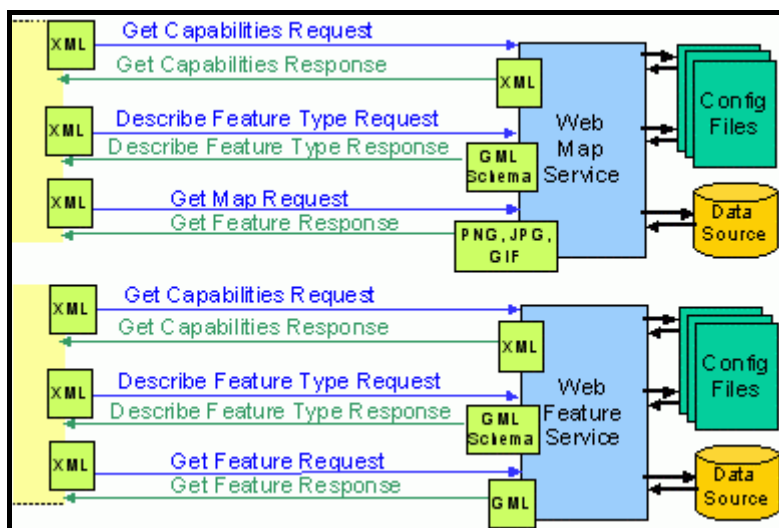 XML
Get Capabilities Request
Get Capabilities Response
XML
XML
Describe Feature Type Request
Describe Feature Type Response
GML
Schema
XML
Get Map Request
Get Feature Response
PNG, JPG,
GIF
Web
Map
Service
Config
Files
Data
Source
XML
Get Capabilities Request
Get Capabilities Response
XML
XML
Describe Feature Type Request
Describe Feature Type Response
GML
Schema
XML
Get Feature Request
Get Feature Response
GML
Web
Feature
Service
Config
Files
Data
Source